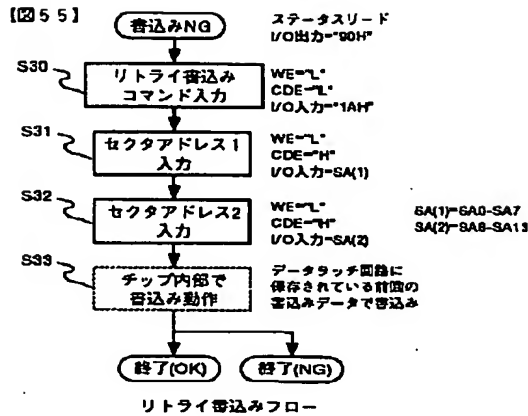 【図55】
書込みNG
ステータスリード
I/O出力="90H"
S30
リトライ書込み
コマンド入力
WE="L"
CDE="L"
I/O入力="1AH"
S31
セクタアドレス1
入力
WE="L"
CDE="H"
I/O入力=SA(1)
S32
セクタアドレス2
入力
WE="L"
CDE="H"
I/O入力=SA(2)
SA(1)=SA0-SA7
SA(2)=SA8-SA13
S33
チップ内部で
書込み動作
データラッチ回路に
保存されている前回の
書込みデータで書込み
終了(OK)
終了(NG)
リトライ書込みフロー